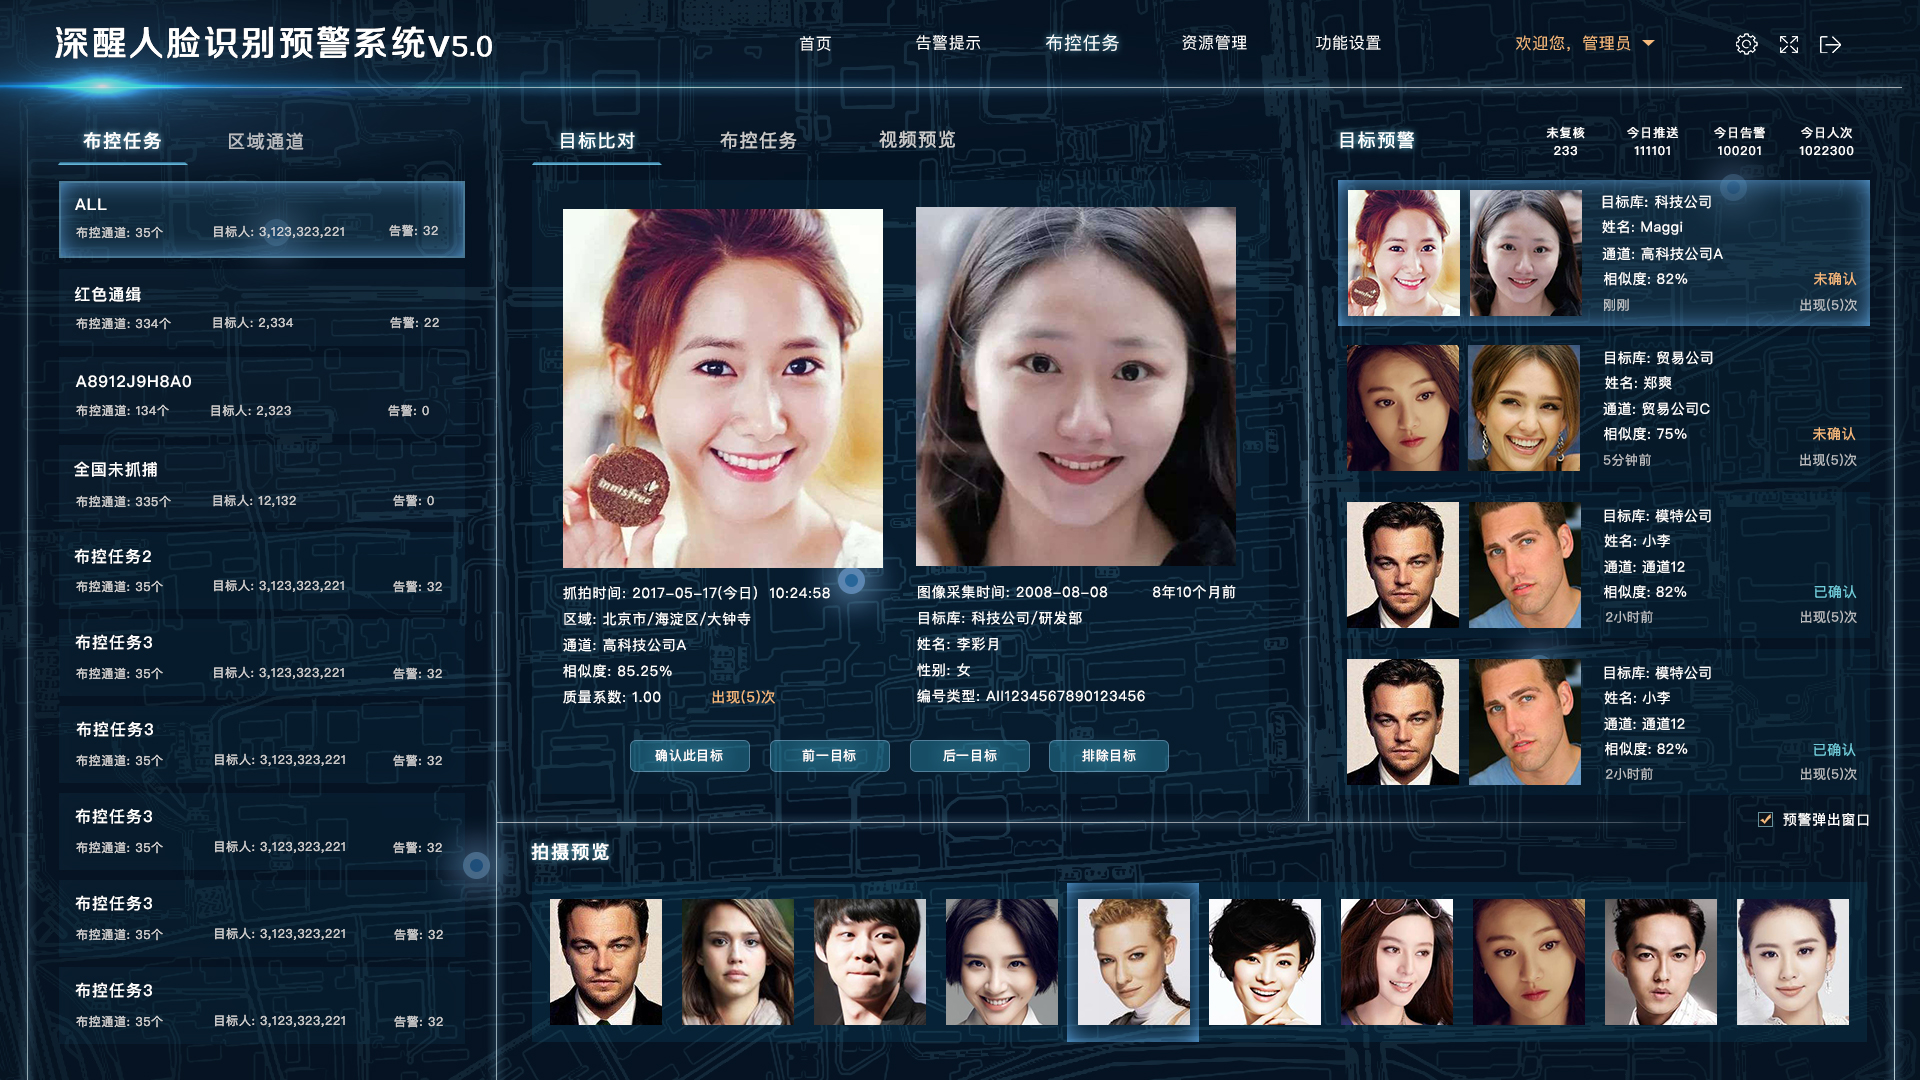 深醒人脸识别预警系统V5.0
首页
告警提示
布控任务
资源管理
功能设置
欢迎您，管理员
布控任务
区域通道
ALL
布控通道: 35个
目标人: 3,123,323,221
告警: 32
红色通缉
布控通道: 334个
目标人: 2,334
告警: 22
A8912J9H8A0
布控通道: 134个
目标人: 2,323
告警: 0
全国未抓捕
布控通道: 335个
目标人: 12,132
告警: 0
布控任务2
布控通道: 35个
目标人: 3,123,323,221
告警: 32
布控任务3
布控通道: 35个
目标人: 3,123,323,221
告警: 32
布控任务3
布控通道: 35个
目标人: 3,123,323,221
告警: 32
布控任务3
布控通道: 35个
目标人: 3,123,323,221
告警: 32
布控任务3
布控通道: 35个
目标人: 3,123,323,221
告警: 32
布控任务3
布控通道: 35个
目标人: 3,123,323,221
告警: 32
目标比对
布控任务
视频预览
innisfree
抓拍时间: 2017-05-17(今日) 10:24:58
区域: 北京市/海淀区/大钟寺
通道: 高科技公司A
相似度: 85.25%
质量系数: 1.00
出现(5)次
图像采集时间: 2008-08-08
8年10个月前
目标库: 科技公司/研发部
姓名: 李彩月
性别: 女
编号类型: All1234567890123456
确认此目标
前一目标
后一目标
排除目标
目标预警
未复核
233
今日推送
111101
今日告警
100201
今日人次
1022300
目标库: 科技公司
姓名: Maggi
通道: 高科技公司A
相似度: 82%
未确认
刚刚
出现(5)次
目标库: 贸易公司
姓名: 郑爽
通道: 贸易公司C
相似度: 75%
未确认
5分钟前
出现(5)次
目标库: 模特公司
姓名: 小李
通道: 通道12
相似度: 82%
已确认
2小时前
出现(5)次
目标库: 模特公司
姓名: 小李
通道: 通道12
相似度: 82%
已确认
2小时前
出现(5)次
预警弹出窗口
拍摄预览